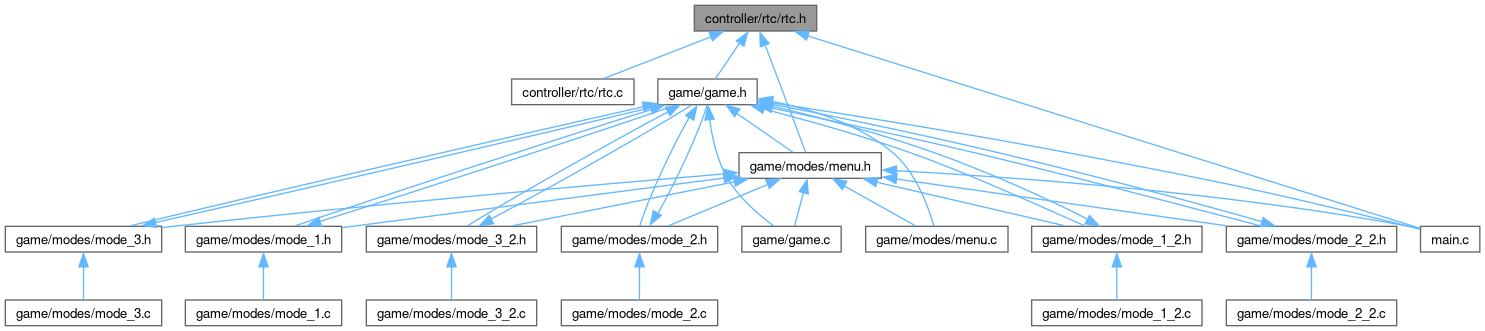 controller/rtc/rtc.h
controller/rtc/rtc.c
game/game.h
game/modes/menu.h
game/modes/mode_3.h
game/modes/mode_1.h
game/modes/mode_3_2.h
game/modes/mode_2.h
game/game.c
game/modes/menu.c
game/modes/mode_1_2.h
game/modes/mode_2_2.h
main.c
game/modes/mode_3.c
game/modes/mode_1.c
game/modes/mode_3_2.c
game/modes/mode_2.c
game/modes/mode_1_2.c
game/modes/mode_2_2.c